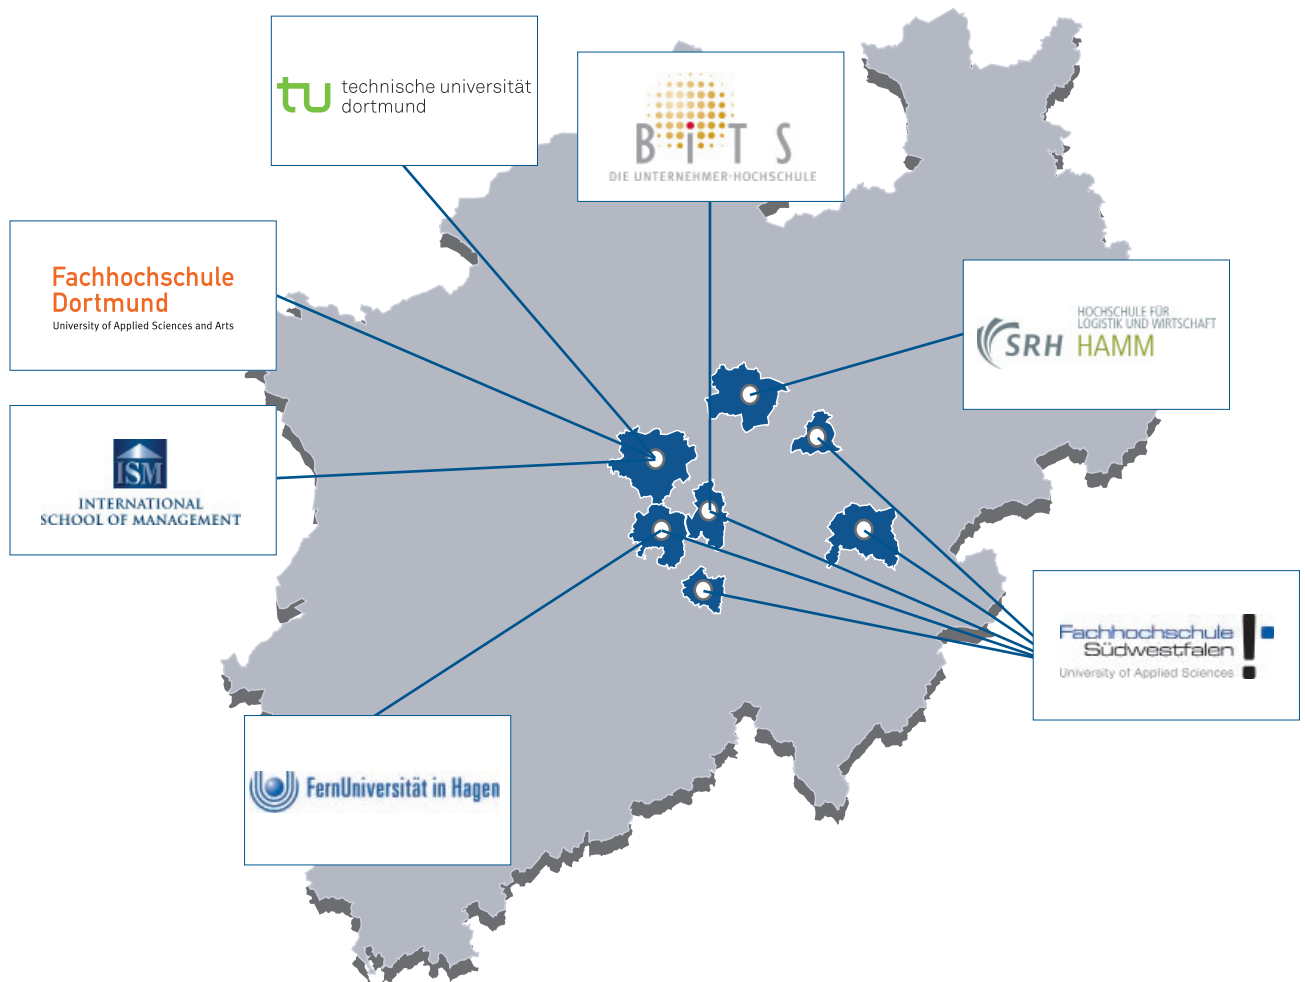 tu technische universität
dortmund
BiTS
DIE UNTERNEHMER-HOCHSCHULE
Fachhochschule
Dortmund
University of Applied Sciences and Arts
HOCHSCHULE FÜR
LOGISTIK UND WIRTSCHAFT
SRH HAMM
ISM
INTERNATIONAL
SCHOOL OF MANAGEMENT
Fachhochschule
Südwestfalen
University of Applied Sciences
FernUniversität in Hagen